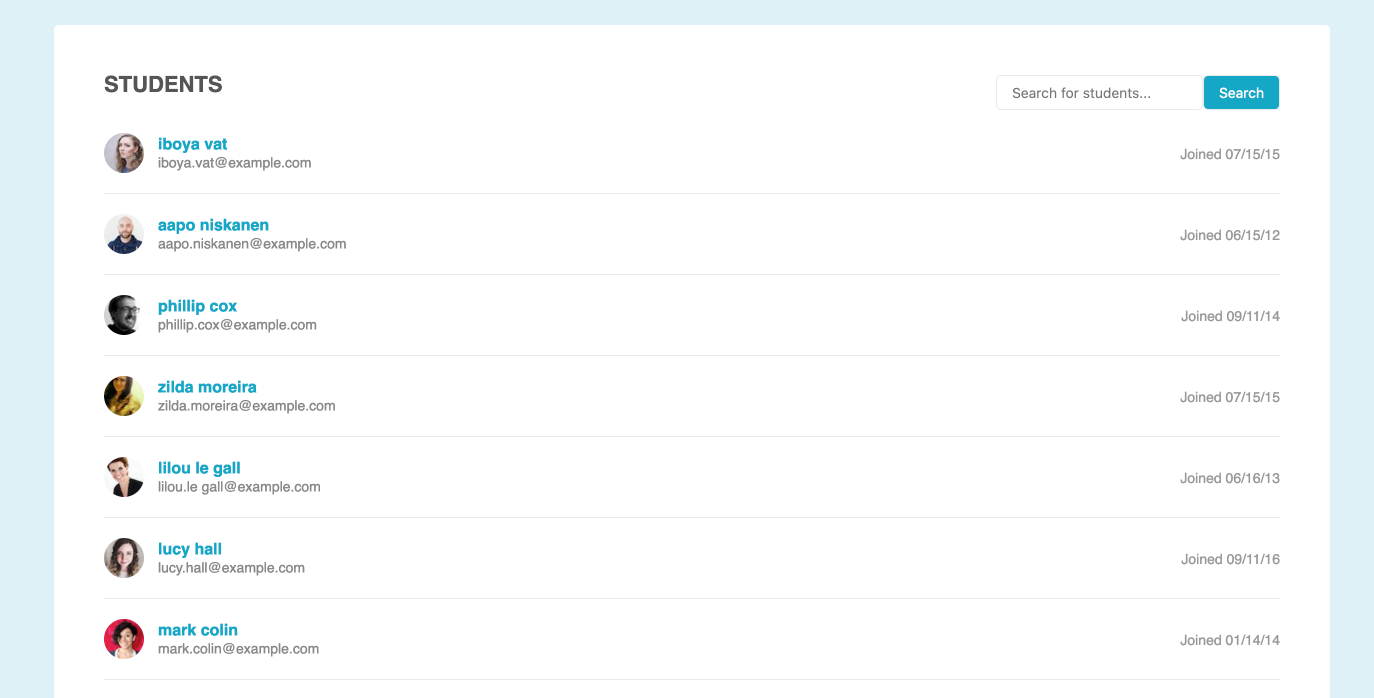 STUDENTS
Search for students...
Search
iboya vat
iboya.vat@example.com
Joined 07/15/15
aapo niskanen
aapo.niskanen@example.com
Joined 06/15/12
phillip cox
phillip.cox@example.com
Joined 09/11/14
zilda moreira
zilda.moreira@example.com
Joined 07/15/15
lilou le gall
lilou.le gall@example.com
Joined 06/16/13
lucy hall
lucy.hall@example.com
Joined 09/11/16
mark colin
mark.colin@example.com
Joined 01/14/14